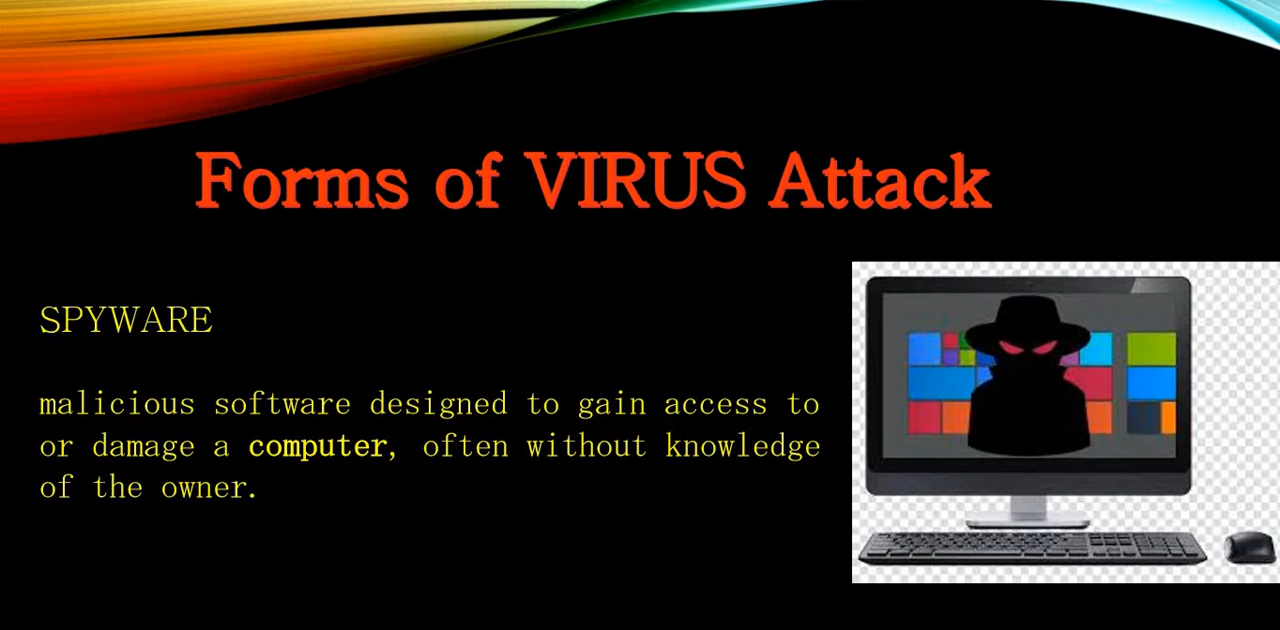 Forms of VIRUS Attack
SPYWARE
malicious software designed to gain access to
or damage a computer, often without knowledge
of the owner.